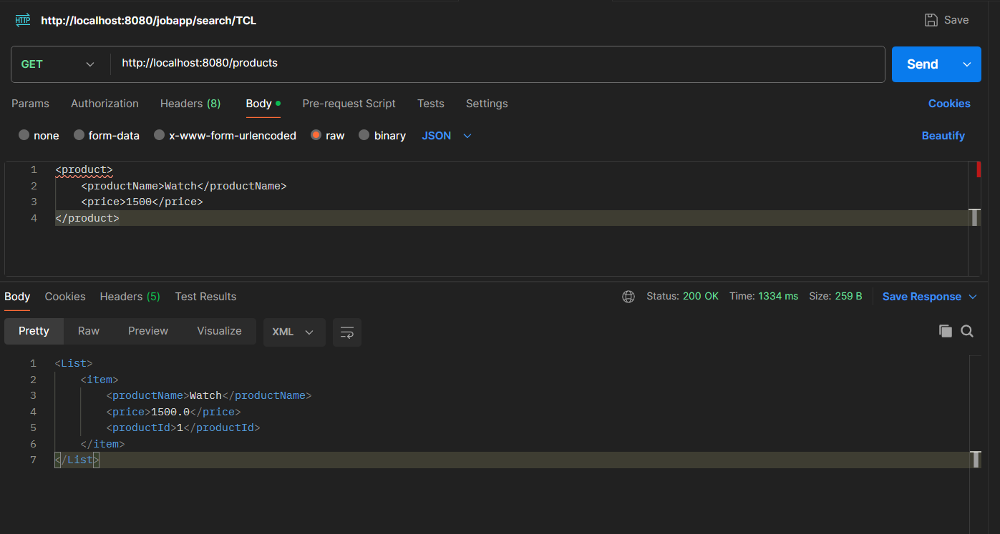 HTTP http://localhost:8080/jobapp/search/TCL Save
GET http://localhost:8080/products Send
Params Authorization Headers (8) Body Pre-request Script Tests Settings Cookies
none form-data x-www-form-urlencoded raw binary JSON Beautify
1 <product>
2 <productName>Watch</productName>
3 <price>1500</price>
4 </product>
Body Cookies Headers (5) Test Results Status: 200 OK Time: 1334 ms Size: 259 B Save Response
Pretty Raw Preview Visualize XML
1 <List>
2 <item>
3 <productName>Watch</productName>
4 <price>1500.0</price>
5 <productId>1</productId>
6 </item>
7 </List>